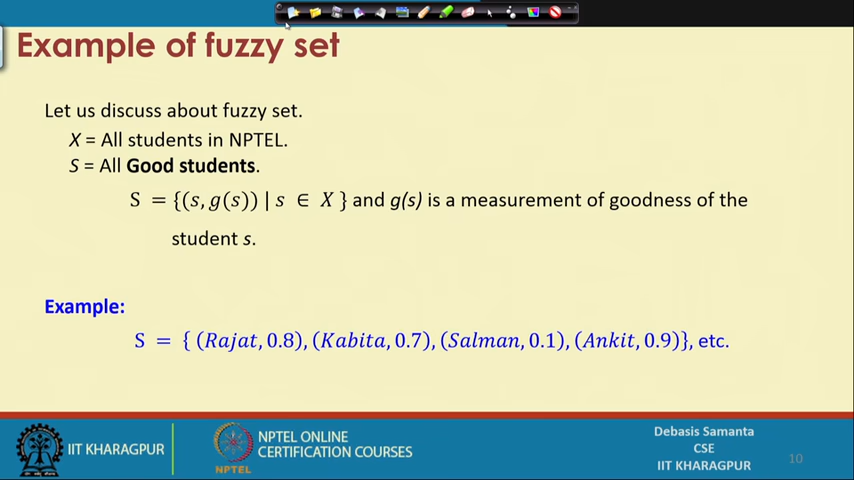 Example of fuzzy set
Let us discuss about fuzzy set.
X = All students in NPTEL.
S = All Good students.
S = {(s, g(s)) | s ∈ X } and g(s) is a measurement of goodness of the
student s.
Example:
S = { (Rajat, 0.8), (Kabita, 0.7), (Salman, 0.1), (Ankit, 0.9)}, etc.
IIT KHARAGPUR
NPTEL
NPTEL ONLINE
CERTIFICATION COURSES
Debasis Samanta
CSE
IIT KHARAGPUR
10